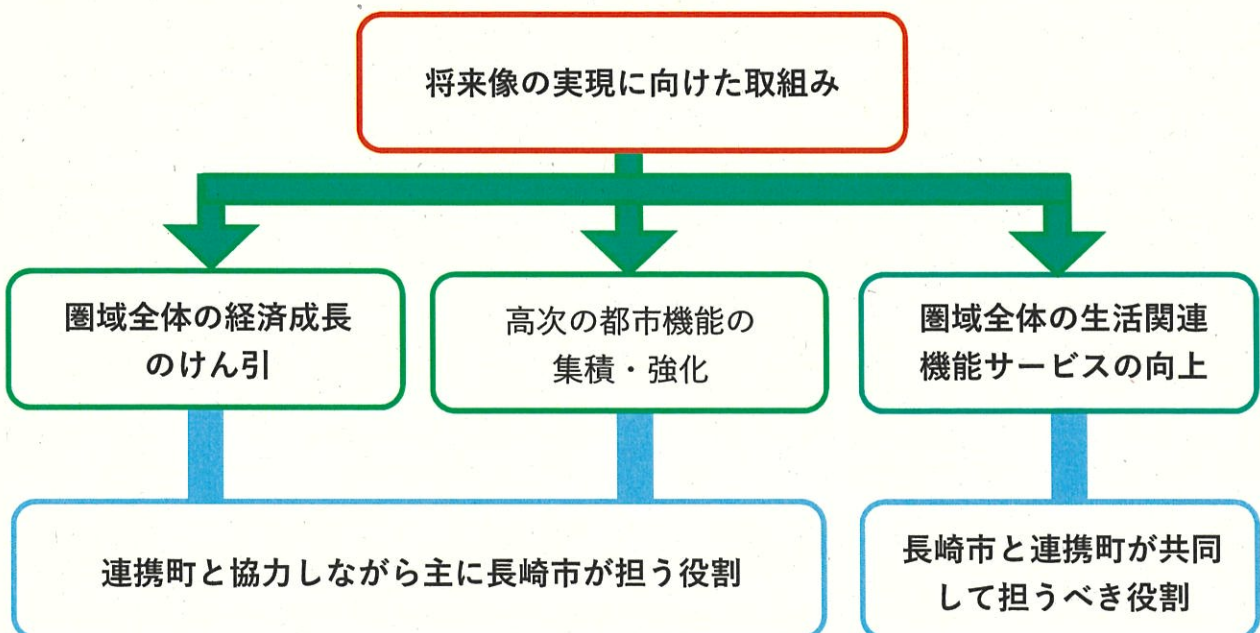 将来像の実現に向けた取組み
圏域全体の経済成長
のけん引
高次の都市機能の
集積・強化
圏域全体の生活関連
機能サービスの向上
連携町と協力しながら主に長崎市が担う役割
長崎市と連携町が共同
して担うべき役割